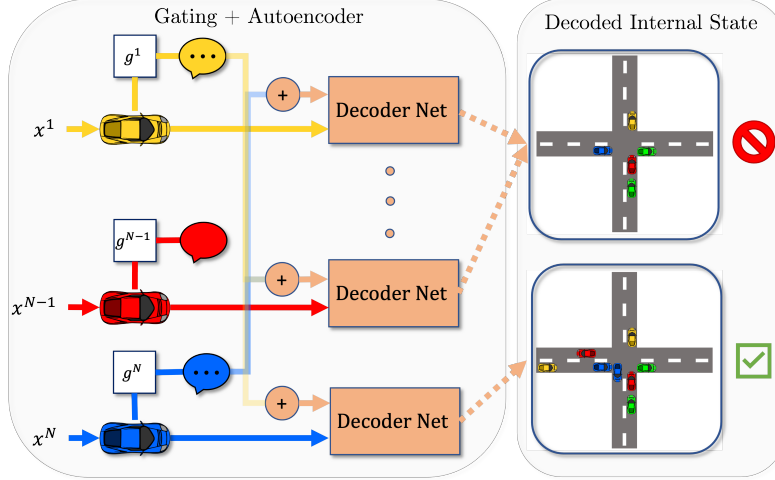 Gating + Autoencoder
Decoded Internal State
g¹
...
+
Decoder Net
x¹
gᴺ⁻¹
+
Decoder Net
xᴺ⁻¹
gᴺ
...
+
Decoder Net
xᴺ